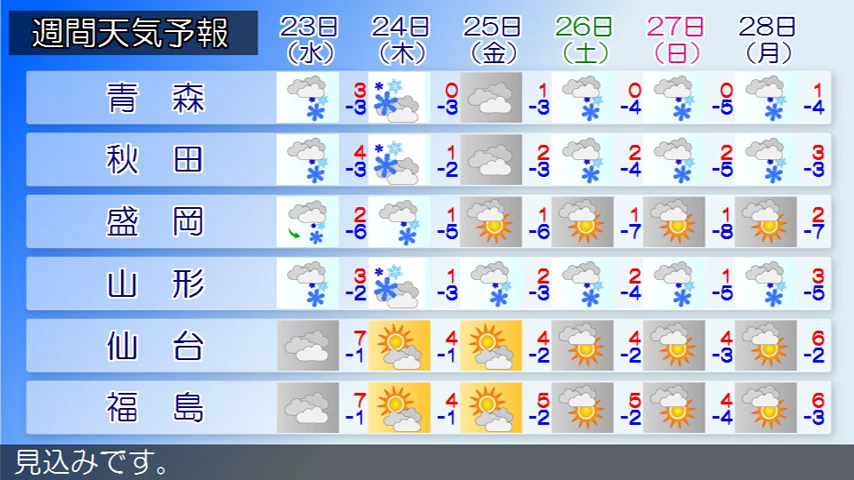 週間天気予報
23日 24日 25日 26日 27日 28日
(水) (木) (金) (土) (日) (月)
青森 3 -3 0 -3 1 -3 0 -4 0 -5 1 -4
秋田 4 -3 1 -2 2 -3 2 -4 2 -5 3 -3
盛岡 2 -6 1 -5 1 -6 1 -7 1 -8 2 -7
山形 3 -2 1 -3 2 -3 2 -4 1 -5 3 -5
仙台 7 -1 4 -1 4 -2 4 -2 4 -3 6 -2
福島 7 -1 4 -1 5 -2 5 -2 4 -4 6 -3
見込みです。